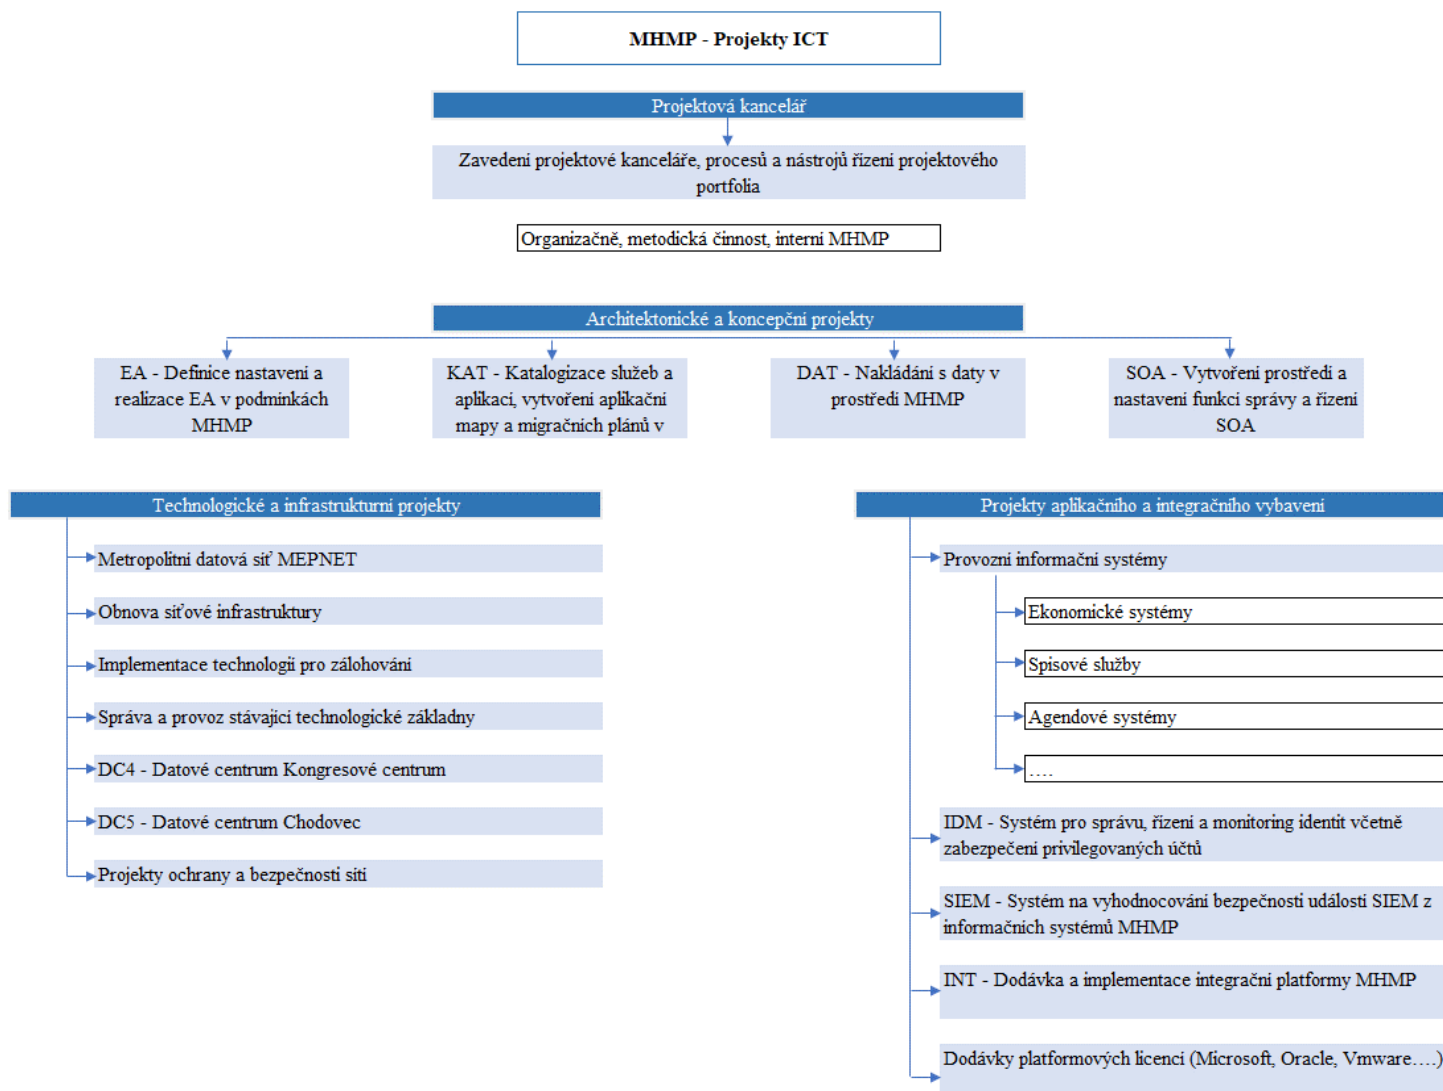 MHMP - Projekty ICT
Projektová kancelář
Zavedení projektové kanceláře, procesů a nástrojů řízení projektového
portfolia
Organizačně, metodická činnost, interní MHMP
Architektonické a koncepční projekty
EA - Definice nastavení a
realizace EA v podmínkách
MHMP
KAT - Katalogizace služeb a
aplikací, vytvoření aplikační
mapy a migračních plánů v
DAT - Nakládání s daty v
prostředí MHMP
SOA - Vytvoření prostředí a
nastavení funkcí správy a řízení
SOA
Technologické a infrastrukturní projekty
Metropolitní datová síť MEPNET
Obnova síťové infrastruktury
Implementace technologií pro zálohování
Správa a provoz stávající technologické základny
DC4 - Datové centrum Kongresové centrum
DC5 - Datové centrum Chodovec
Projekty ochrany a bezpečnosti sítí
Projekty aplikačního a integračního vybavení
Provozní informační systémy
Ekonomické systémy
Spisové služby
Agendové systémy
….
IDM - Systém pro správu, řízení a monitoring identit včetně
zabezpečení privilegovaných účtů
SIEM - Systém na vyhodnocování bezpečnosti událostí SIEM z
informačních systémů MHMP
INT - Dodávka a implementace integrační platformy MHMP
Dodávky platformových licencí (Microsoft, Oracle, Vmware….)